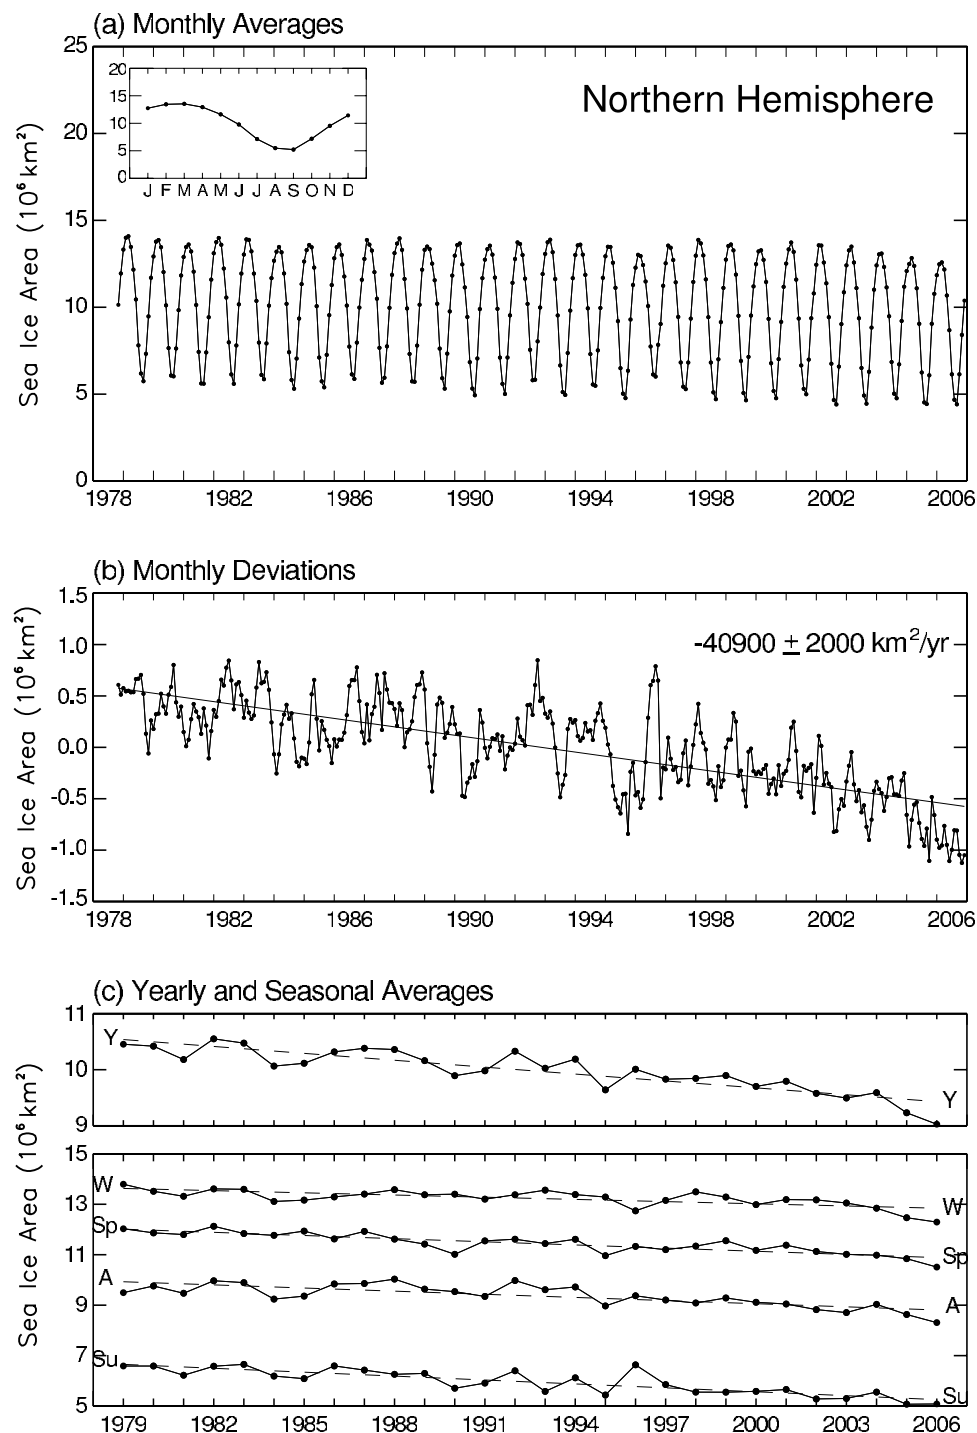 (a) Monthly Averages
25
20
15
10
5
0
Sea Ice Area (10⁶ km²)
20
15
10
5
0
J F M A M J J A S O N D
Northern Hemisphere
1978 1982 1986 1990 1994 1998 2002 2006
(b) Monthly Deviations
1.5
1.0
0.5
0.0
-0.5
-1.0
-1.5
Sea Ice Area (10⁶ km²)
-40900 ± 2000 km²/yr
1978 1982 1986 1990 1994 1998 2002 2006
(c) Yearly and Seasonal Averages
11
10
9
Y
Y
Sea Ice Area (10⁶ km²)
15
13
11
9
7
5
W
W
Sp
Sp
A
A
Su
Su
1979 1982 1985 1988 1991 1994 1997 2000 2003 2006